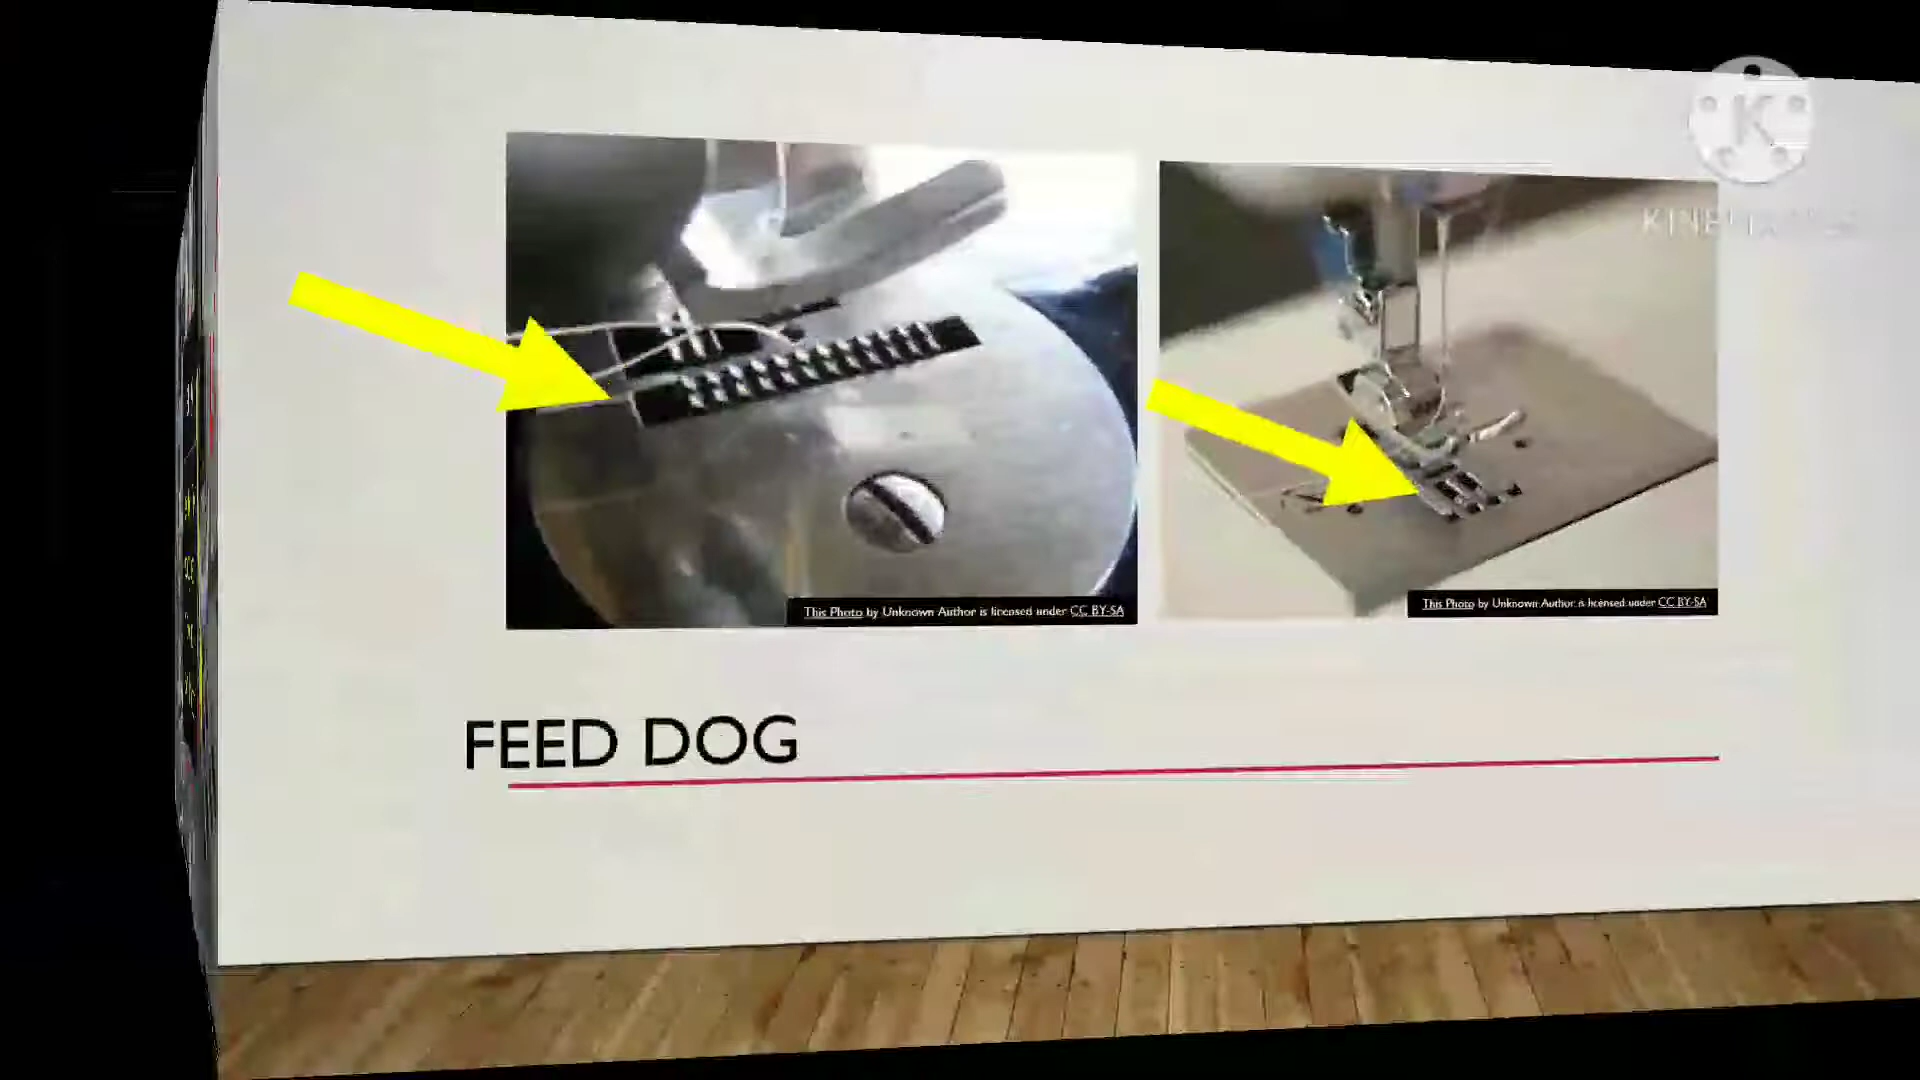 K
This Photo by Unknown Author is licensed under CC BY-SA
This Photo by Unknown Author is licensed under CC BY-SA
FEED DOG